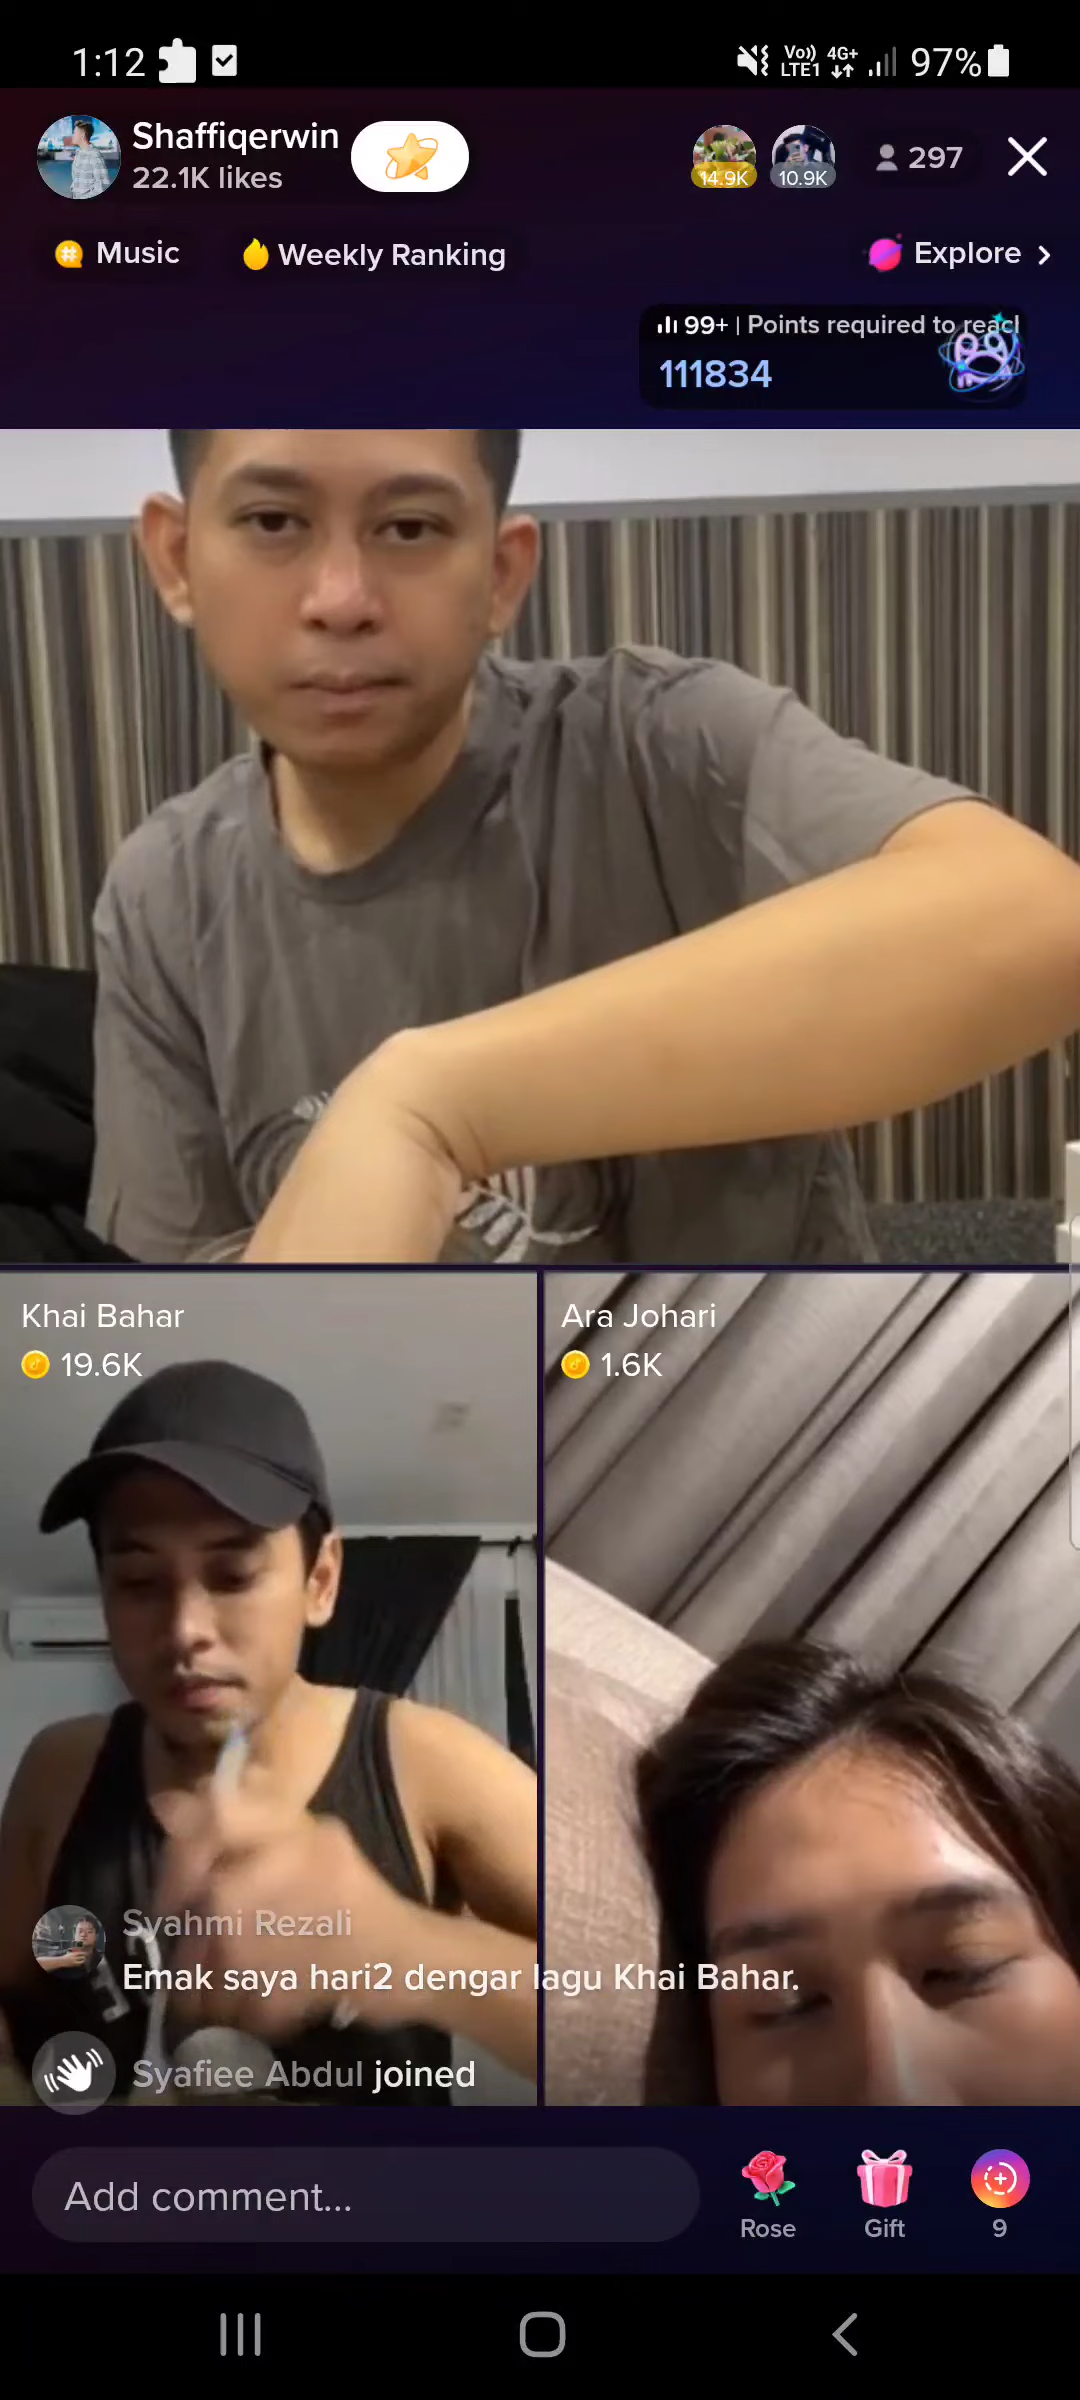 1:12
Vo)) LTE1 4G+ 97%
Shaffiqerwin
22.1K likes
14.9K
10.9K
297
Music
Weekly Ranking
Explore >
99+ | Points required to reacl
111834
Khai Bahar
19.6K
Ara Johari
1.6K
Syahmi Rezali
Emak saya hari2 dengar lagu Khai Bahar.
Syafiee Abdul joined
Add comment...
Rose
Gift
9